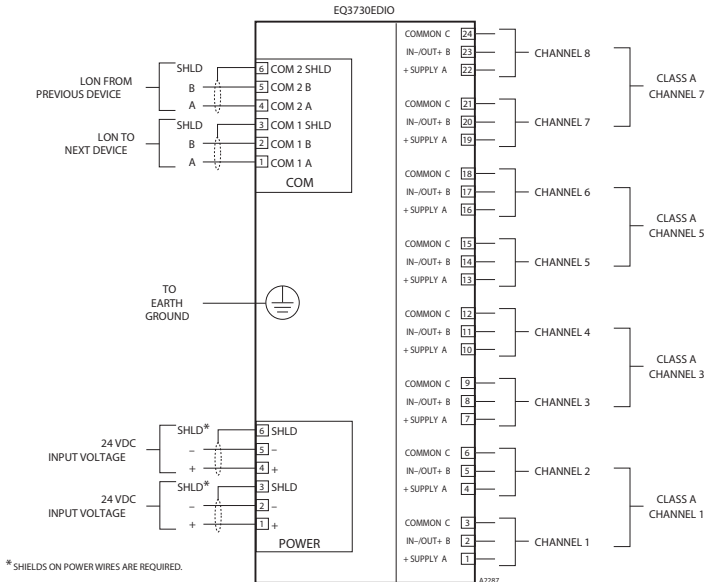 EQ3730EDIO
LON FROM
PREVIOUS DEVICE
SHLD
B
A
6 COM 2 SHLD
5 COM 2 B
4 COM 2 A
LON TO
NEXT DEVICE
SHLD
B
A
3 COM 1 SHLD
2 COM 1 B
1 COM 1 A
COM
TO
EARTH
GROUND
24 VDC
INPUT VOLTAGE
SHLD*
–
+
6 SHLD
5 –
4 +
24 VDC
INPUT VOLTAGE
SHLD*
–
+
3 SHLD
2 –
1 +
POWER
* SHIELDS ON POWER WIRES ARE REQUIRED.
COMMON C 24
IN–/OUT+ B 23
+ SUPPLY A 22
CHANNEL 8
COMMON C 21
IN–/OUT+ B 20
+ SUPPLY A 19
CHANNEL 7
CLASS A
CHANNEL 7
COMMON C 18
IN–/OUT+ B 17
+ SUPPLY A 16
CHANNEL 6
COMMON C 15
IN–/OUT+ B 14
+ SUPPLY A 13
CHANNEL 5
CLASS A
CHANNEL 5
COMMON C 12
IN–/OUT+ B 11
+ SUPPLY A 10
CHANNEL 4
COMMON C 9
IN–/OUT+ B 8
+ SUPPLY A 7
CHANNEL 3
CLASS A
CHANNEL 3
COMMON C 6
IN–/OUT+ B 5
+ SUPPLY A 4
CHANNEL 2
COMMON C 3
IN–/OUT+ B 2
+ SUPPLY A 1
CHANNEL 1
CLASS A
CHANNEL 1
A2287